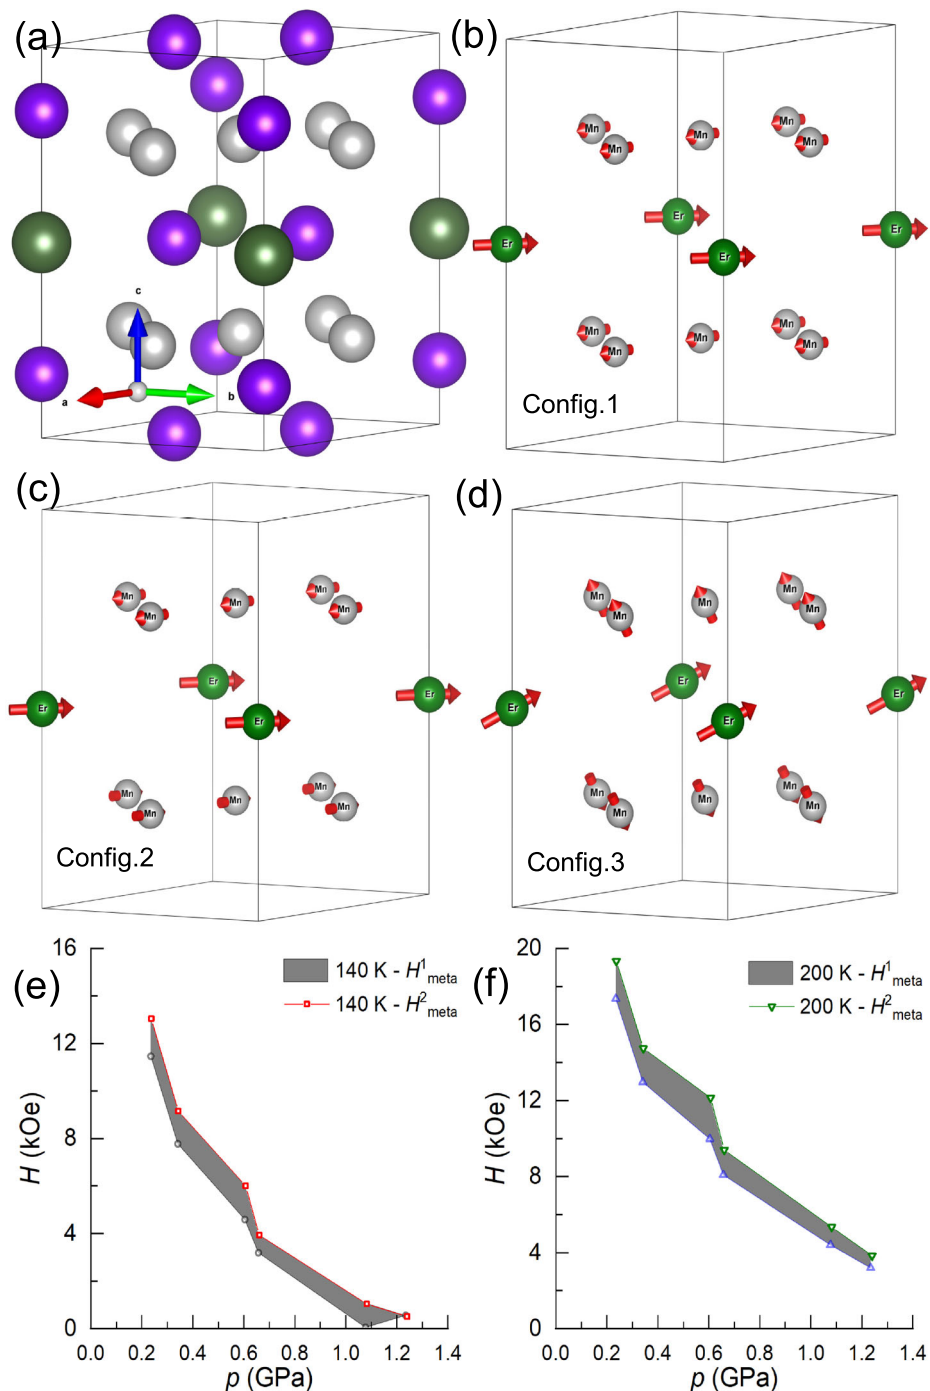 (a)
c
a
b
(b)
Mn Mn Mn Mn Mn
Er Er Er Er
Mn Mn Mn Mn Mn
Config.1
(c)
Mn Mn Mn Mn Mn
Er Er Er Er
Mn Mn Mn Mn Mn
Config.2
(d)
Mn Mn Mn Mn Mn
Er Er Er Er
Mn Mn Mn Mn Mn
Config.3
(e)
140 K - H¹meta
140 K - H²meta
H (kOe)
16
12
8
4
0
0.0 0.2 0.4 0.6 0.8 1.0 1.2 1.4
p (GPa)
(f)
200 K - H¹meta
200 K - H²meta
H (kOe)
20
16
12
8
4
0
0.0 0.2 0.4 0.6 0.8 1.0 1.2 1.4
p (GPa)